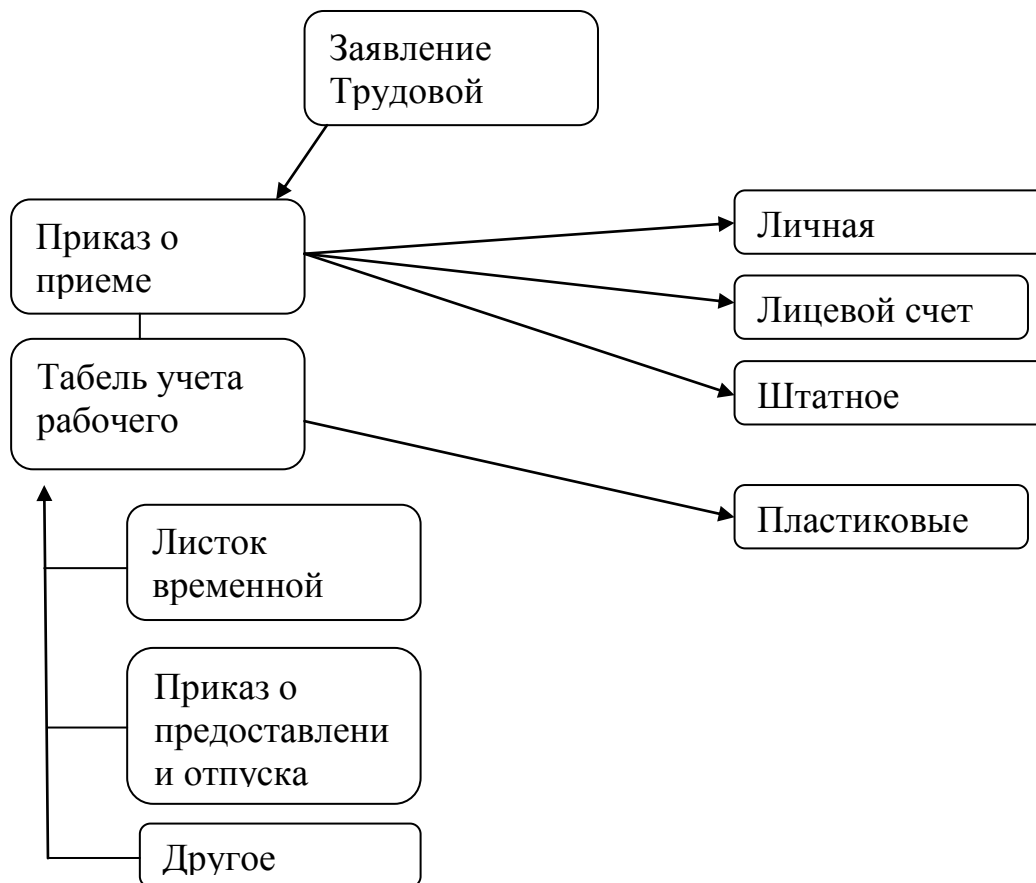 Заявление
Трудовой
Приказ о
приеме
Личная
Лицевой счет
Табель учета
рабочего
Штатное
Пластиковые
Листок
временной
Приказ о
предоставлени
и отпуска
Другое